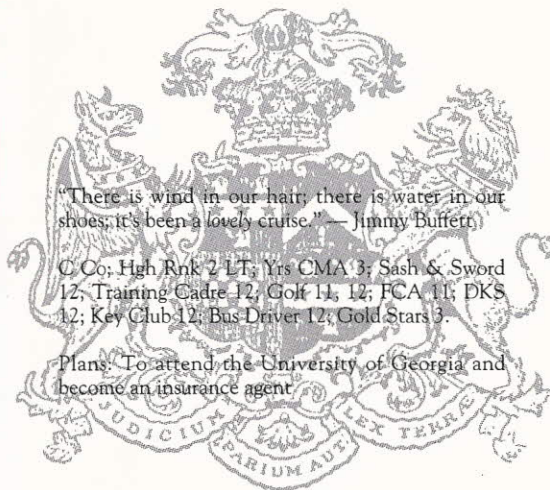 "There is wind in our hair; there is water in our
shoes; it's been a lovely cruise." — Jimmy Buffett
C Co; Hgh Rnk 2 LT; Yrs CMA 3; Sash & Sword
12; Training Cadre 12; Golf 11, 12; FCA 11; DKS
12; Key Club 12; Bus Driver 12; Gold Stars 3.
Plans: To attend the University of Georgia and
become an insurance agent
JUDICIUM
PARIUM AUT
LEX TERRÆ